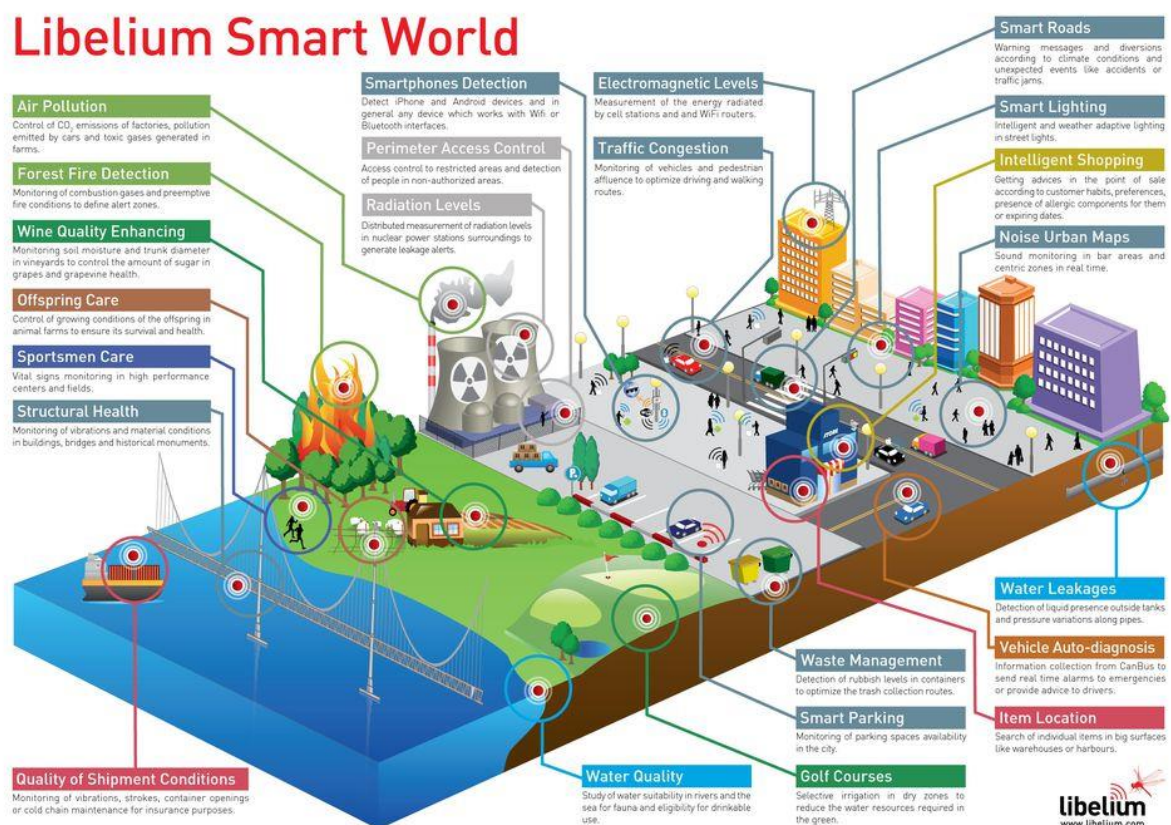 Libelium Smart World
Air Pollution
Control of CO₂ emissions of factories, pollution
emitted by cars and toxic gases generated in
farms.
Forest Fire Detection
Monitoring of combustion gases and preemptive
fire conditions to define alert zones.
Wine Quality Enhancing
Monitoring soil moisture and trunk diameter
in vineyards to control the amount of sugar in
grapes and grapevine health.
Offspring Care
Control of growing conditions of the offspring in
animal farms to ensure its survival and health.
Sportsmen Care
Vital signs monitoring in high performance
centers and fields.
Structural Health
Monitoring of vibrations and material conditions
in buildings, bridges and historical monuments.
Quality of Shipment Conditions
Monitoring of vibrations, strokes, container openings
or cold chain maintenance for insurance purposes.
Smartphones Detection
Detect iPhone and Android devices and in
general any device which works with Wifi or
Bluetooth interfaces.
Perimeter Access Control
Access control to restricted areas and detection
of people in non-authorized areas.
Radiation Levels
Distributed measurement of radiation levels
in nuclear power stations surroundings to
generate leakage alerts.
Electromagnetic Levels
Measurement of the energy radiated
by cell stations and and WiFi routers.
Traffic Congestion
Monitoring of vehicles and pedestrian
affluence to optimize driving and walking
routes.
Smart Roads
Warning messages and diversions
according to climate conditions and
unexpected events like accidents or
traffic jams.
Smart Lighting
Intelligent and weather adaptive lighting
in street lights.
Intelligent Shopping
Getting advices in the point of sale
according to customer habits, preferences,
presence of allergic components for them
or expiring dates.
Noise Urban Maps
Sound monitoring in bar areas and
centric zones in real time.
Water Leakages
Detection of liquid presence outside tanks
and pressure variations along pipes.
Vehicle Auto-diagnosis
Information collection from CanBus to
send real time alarms to emergencies
or provide advice to drivers.
Item Location
Search of individual items in big surfaces
like warehouses or harbours.
Waste Management
Detection of rubbish levels in containers
to optimize the trash collection routes.
Smart Parking
Monitoring of parking spaces availability
in the city.
Golf Courses
Selective irrigation in dry zones to
reduce the water resources required in
the green.
Water Quality
Study of water suitability in rivers and the
sea for fauna and eligibility for drinkable
use.
P
libelium
www.libelium.com